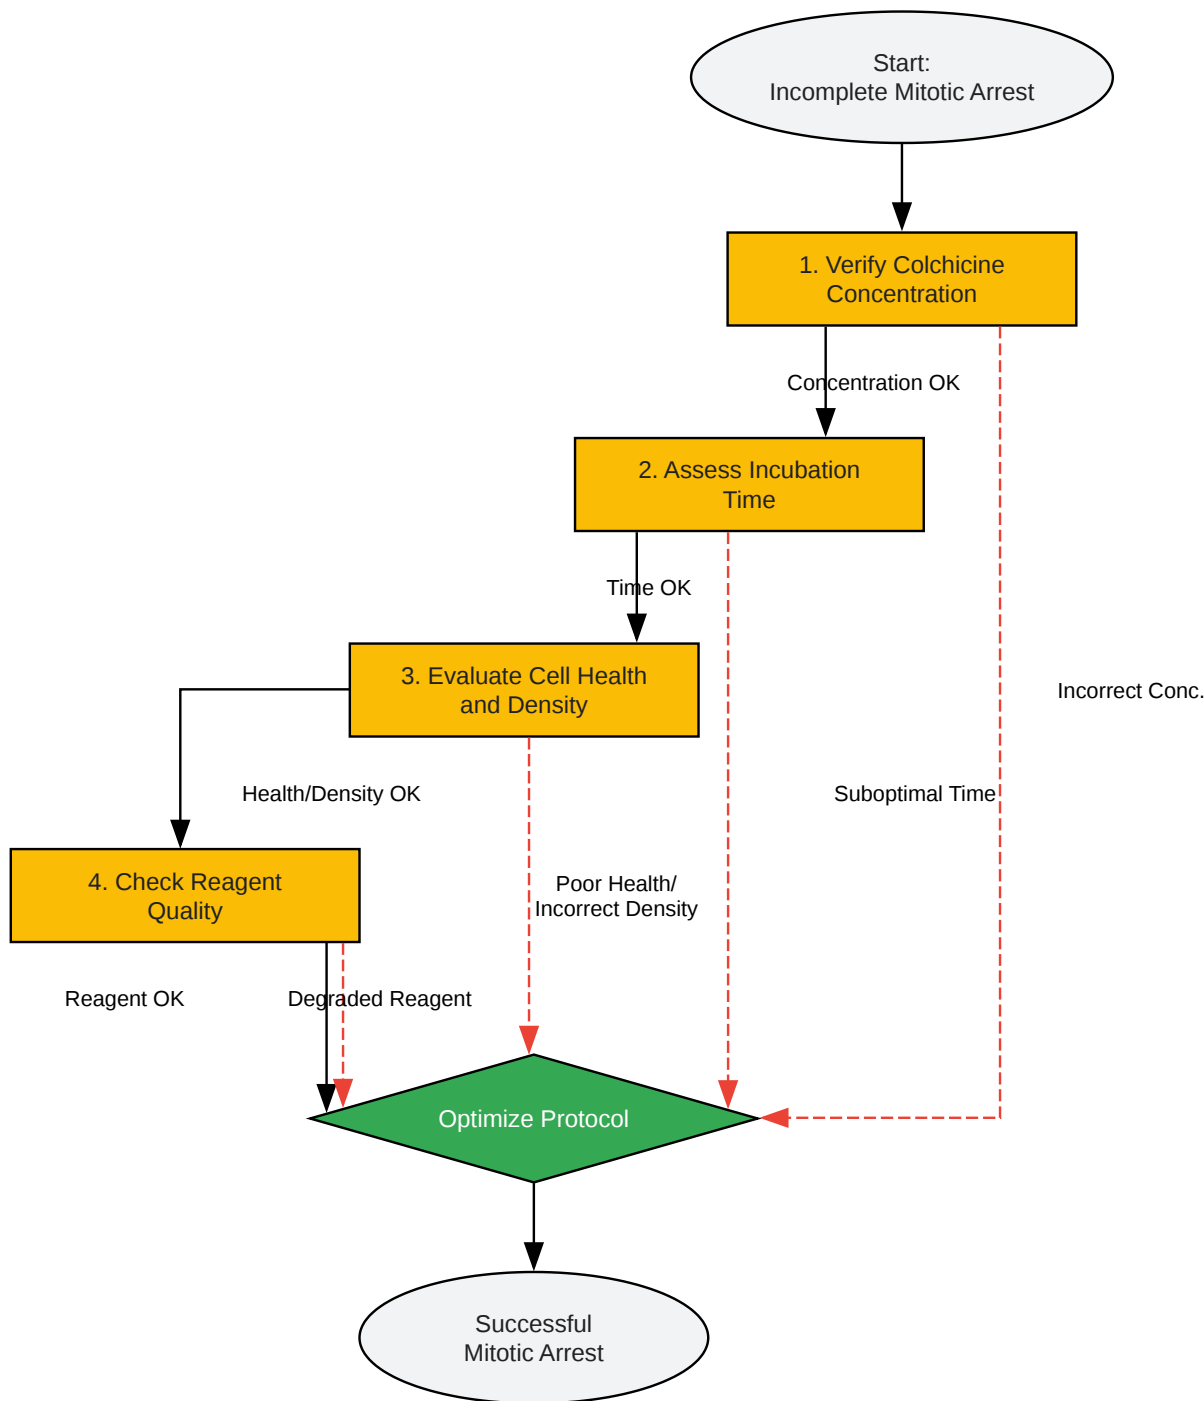 Start:
Incomplete Mitotic Arrest
1. Verify Colchicine
Concentration
Concentration OK
2. Assess Incubation
Time
Time OK
3. Evaluate Cell Health
and Density
Incorrect Conc.
Health/Density OK
Suboptimal Time
4. Check Reagent
Quality
Poor Health/
Incorrect Density
Reagent OK
Degraded Reagent
Optimize Protocol
Successful
Mitotic Arrest